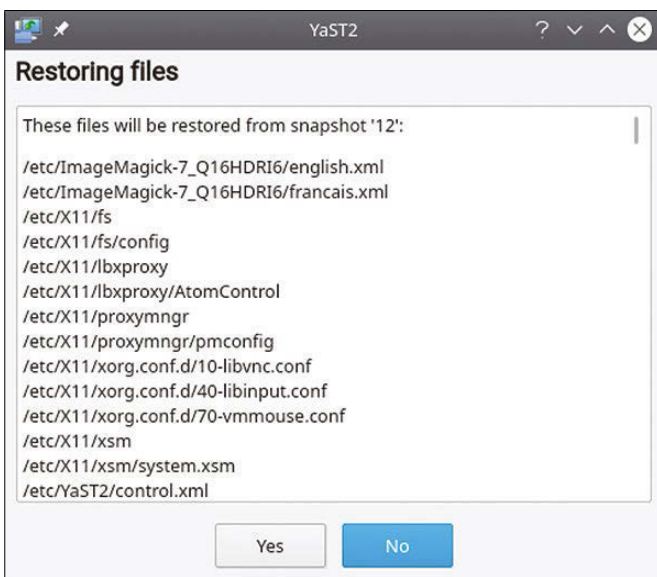 YaST2
Restoring files
These files will be restored from snapshot '12':
/etc/ImageMagick-7_Q16HDRI6/english.xml
/etc/ImageMagick-7_Q16HDRI6/francais.xml
/etc/X11/fs
/etc/X11/fs/config
/etc/X11/lbxproxy
/etc/X11/lbxproxy/AtomControl
/etc/X11/proxymngr
/etc/X11/proxymngr/pmconfig
/etc/X11/xorg.conf.d/10-libvnc.conf
/etc/X11/xorg.conf.d/40-libinput.conf
/etc/X11/xorg.conf.d/70-vmmouse.conf
/etc/X11/xsm
/etc/X11/xsm/system.xsm
/etc/YaST2/control.xml
Yes No